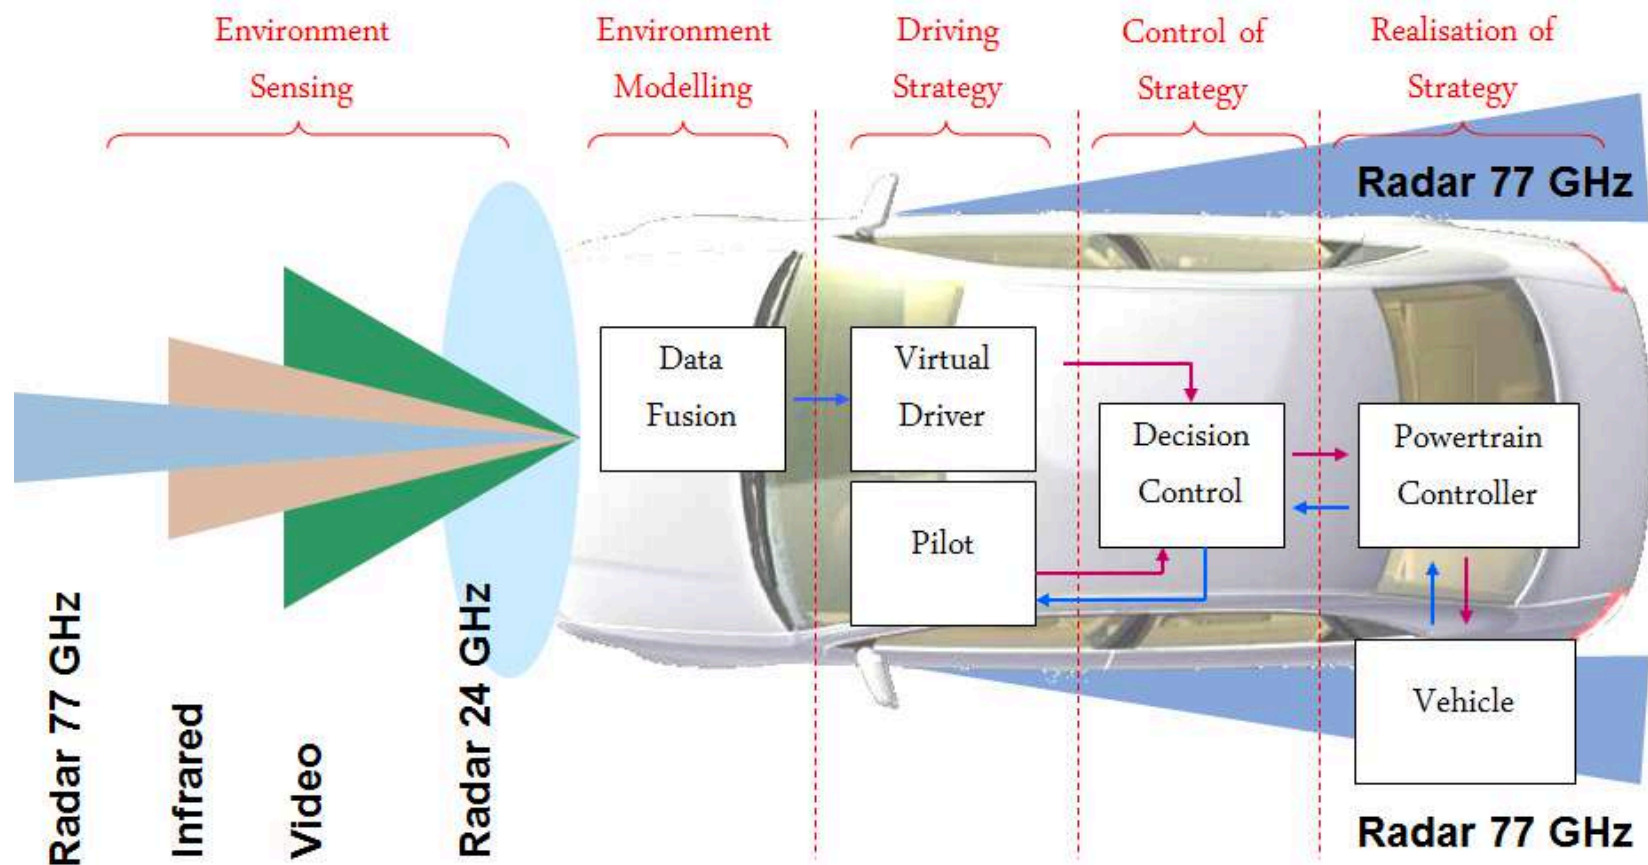 Environment
Sensing
Environment
Modelling
Driving
Strategy
Control of
Strategy
Realisation of
Strategy
Radar 77 GHz
Data
Fusion
Virtual
Driver
Decision
Control
Powertrain
Controller
Pilot
Vehicle
Radar 77 GHz
Infrared
Video
Radar 24 GHz
Radar 77 GHz